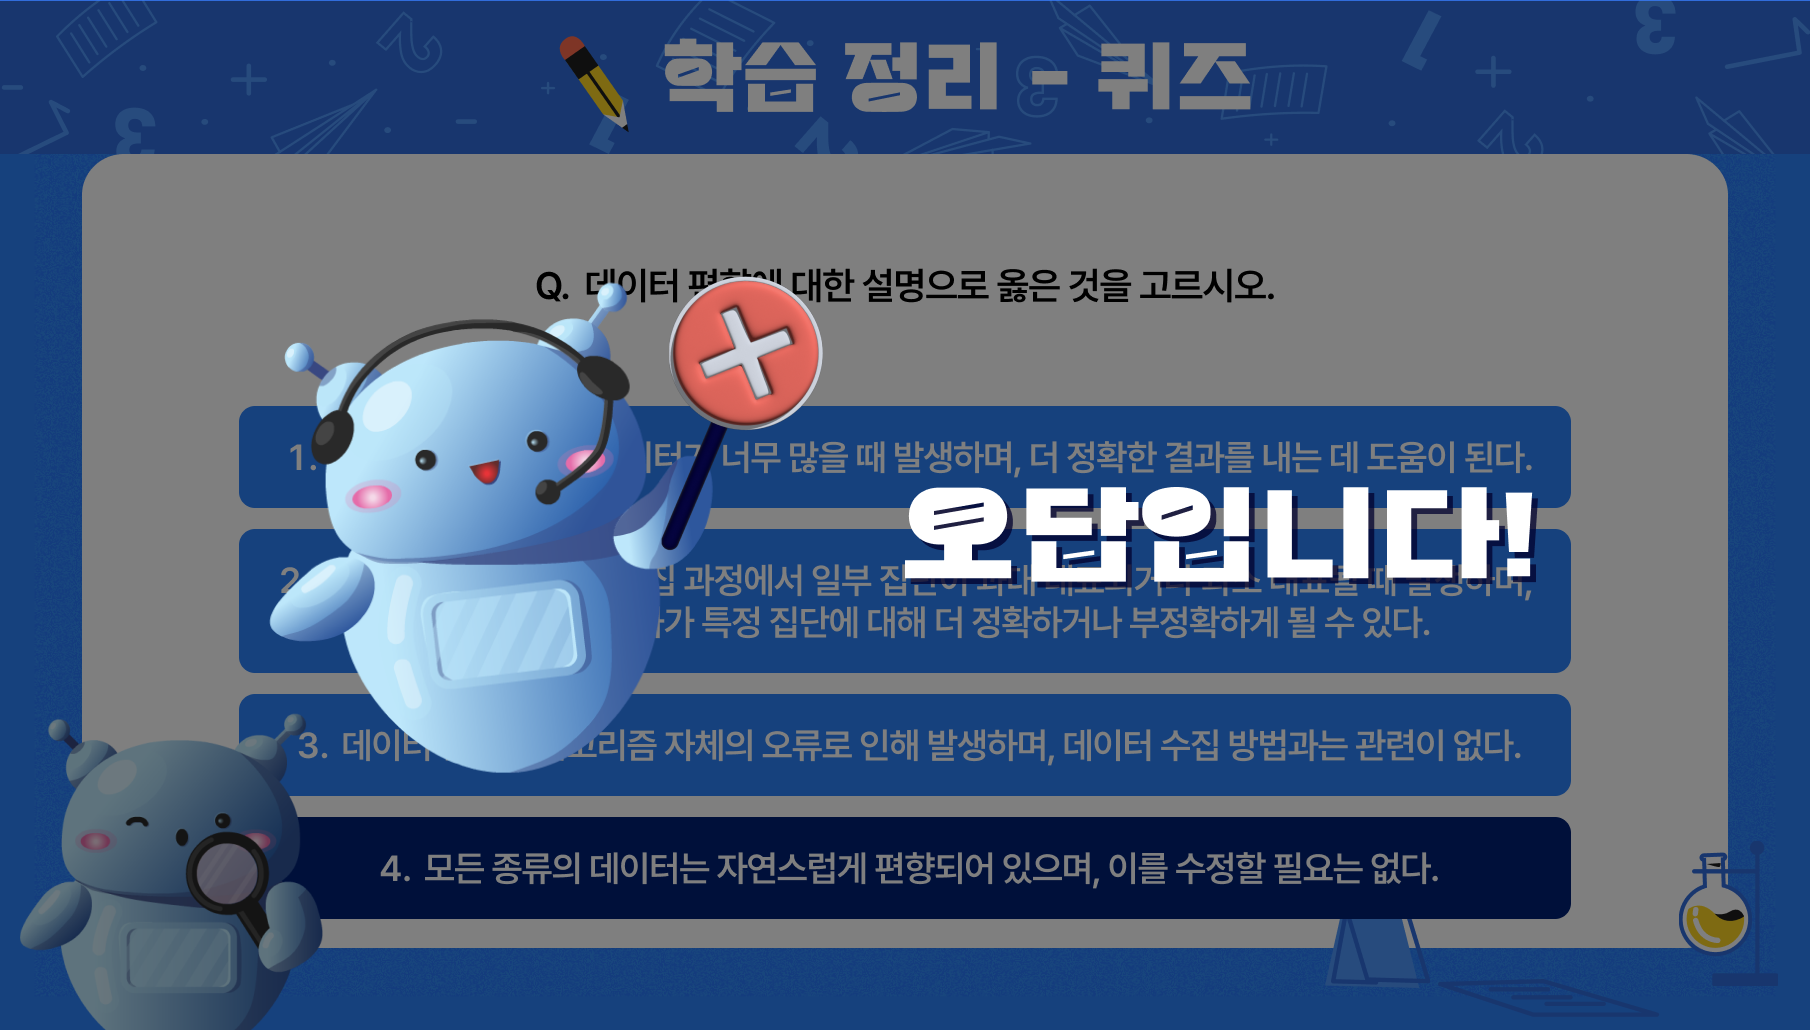 학습 정리 - 퀴즈
Q. 데이터 편향에 대한 설명으로 옳은 것을 고르시오.
1. 너무 많을 때 발생하며, 더 정확한 결과를 내는 데 도움이 된다.
오답입니다!
2. 과정에서 일부
특정 집단에 대해 더 정확하거나 부정확하게 될 수 있다.
3. 데이터 자체의 오류로 인해 발생하며, 데이터 수집 방법과는 관련이 없다.
4. 모든 종류의 데이터는 자연스럽게 편향되어 있으며, 이를 수정할 필요는 없다.